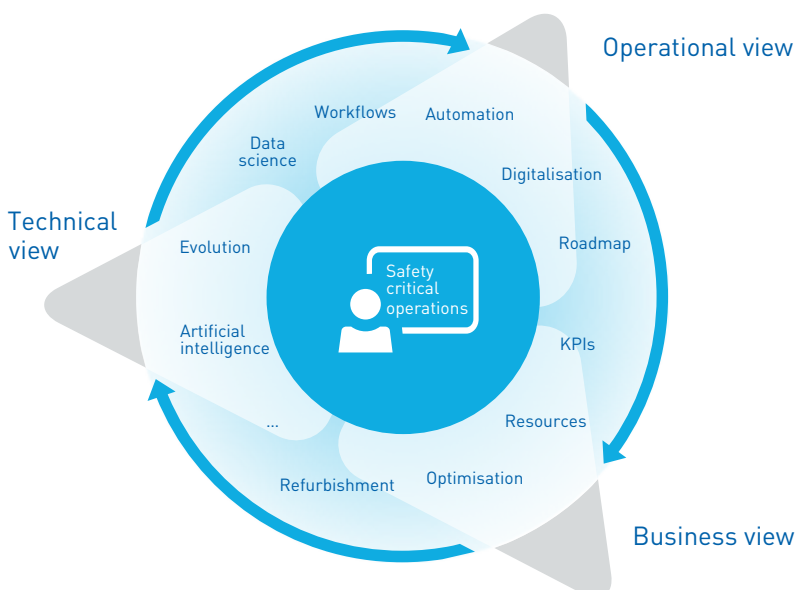 Operational view
Workflows
Automation
Data
science
Digitalisation
Technical
view
Evolution
Roadmap
Safety
critical
operations
Artificial
intelligence
KPIs
...
Resources
Refurbishment
Optimisation
Business view